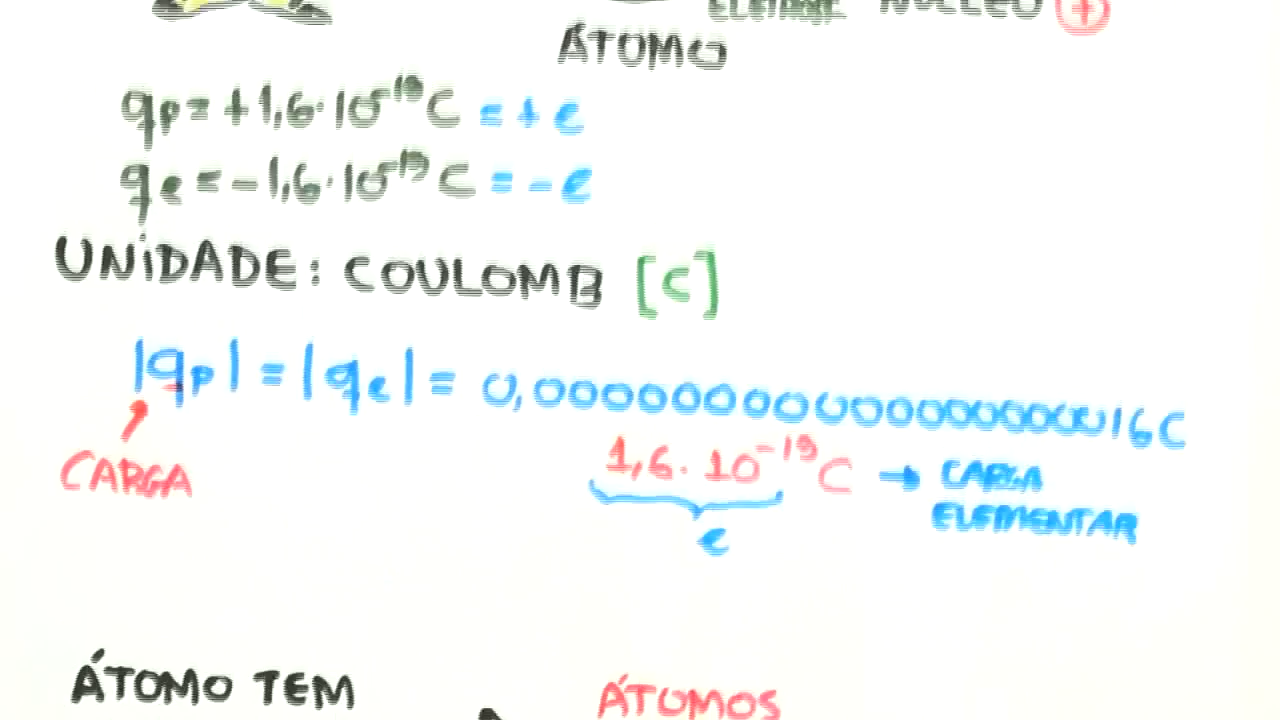 NÚCLEO +
ÁTOMO
qp = +1,6·10⁻¹⁹ C = +e
qe = -1,6·10⁻¹⁹ C = -e
UNIDADE: COULOMB [C]
|qp| = |qe| = 0,00000000000000000016C
CARGA
1,6·10⁻¹⁹ C → CARGA
ELEMENTAR
e
ÁTOMO TEM
ÁTOMOS